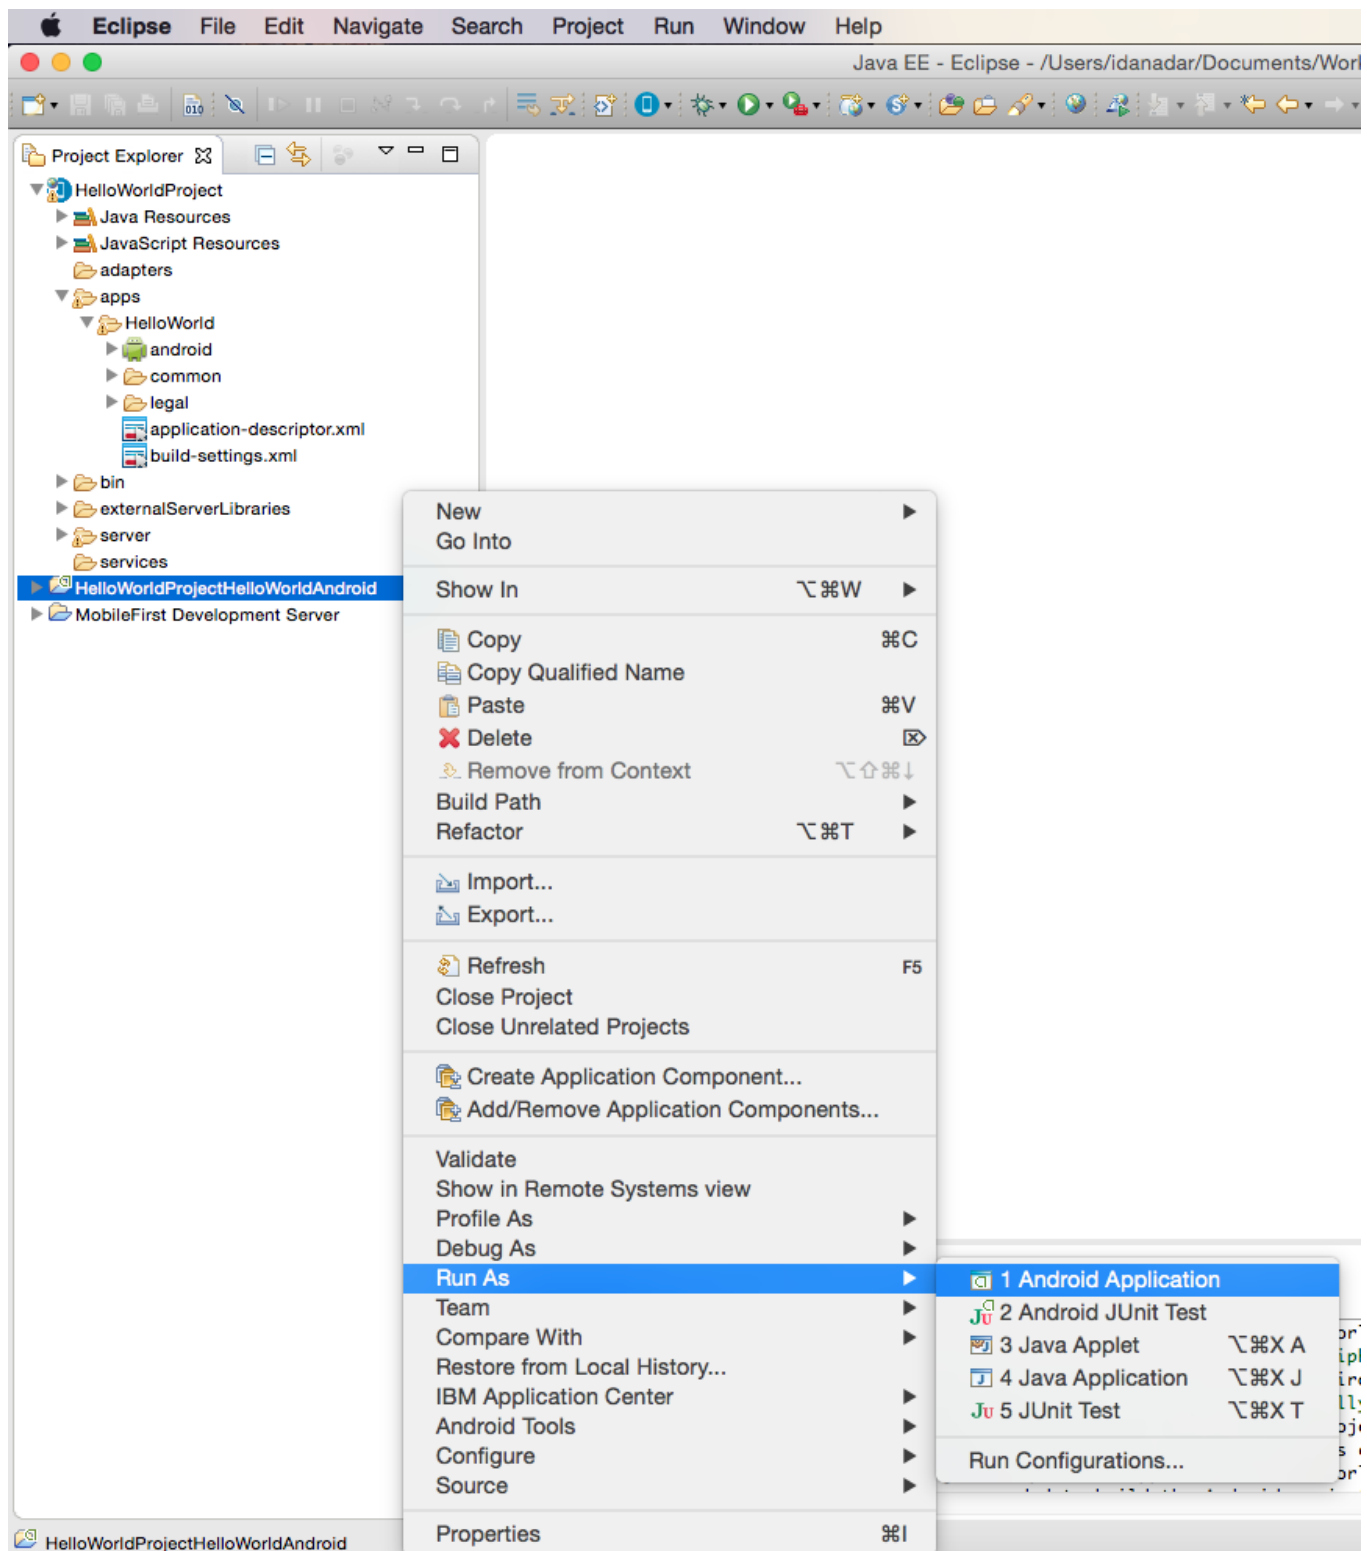 Eclipse File Edit Navigate Search Project Run Window Help
Java EE - Eclipse - /Users/idanadar/Documents/Work
Project Explorer
HelloWorldProject
Java Resources
JavaScript Resources
adapters
apps
HelloWorld
android
common
legal
application-descriptor.xml
build-settings.xml
bin
externalServerLibraries
server
services
HelloWorldProjectHelloWorldAndroid
MobileFirst Development Server
New
Go Into
Show In ⌥⌘W
Copy ⌘C
Copy Qualified Name
Paste ⌘V
Delete ⌦
Remove from Context ⌥⇧⌘↓
Build Path
Refactor ⌥⌘T
Import...
Export...
Refresh F5
Close Project
Close Unrelated Projects
Create Application Component...
Add/Remove Application Components...
Validate
Show in Remote Systems view
Profile As
Debug As
Run As
Team
Compare With
Restore from Local History...
IBM Application Center
Android Tools
Configure
Source
Properties ⌘I
1 Android Application
2 Android JUnit Test
3 Java Applet ⌥⌘X A
4 Java Application ⌥⌘X J
5 JUnit Test ⌥⌘X T
Run Configurations...
HelloWorldProjectHelloWorldAndroid